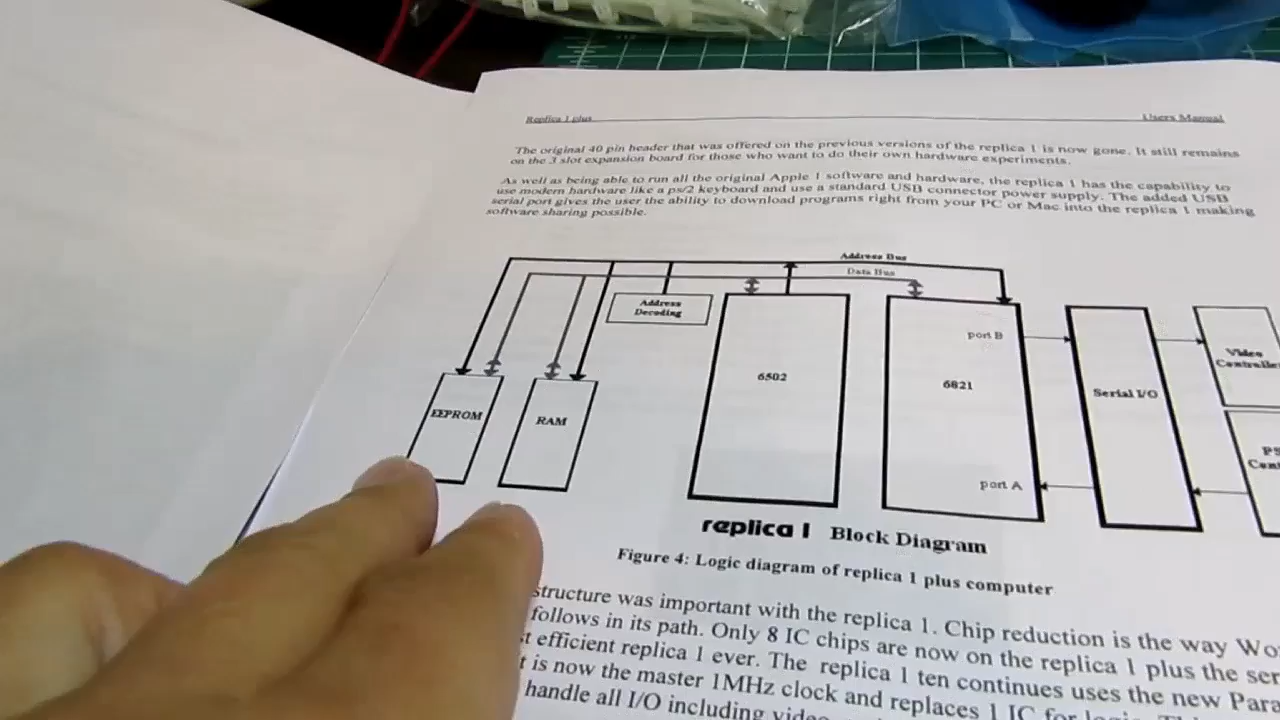 Replica 1 plus
Users Manual
The original 40 pin header that was offered on the previous versions of the replica 1 is now gone. It still remains
on the 3 slot expansion board for those who want to do their own hardware experiments.
As well as being able to run all the original Apple 1 software and hardware, the replica 1 has the capability to
use modern hardware like a ps/2 keyboard and use a standard USB connector power supply. The added USB
serial port gives the user the ability to download programs right from your PC or Mac into the replica 1 making
software sharing possible.
Address Bus
Data Bus
Address
Decoding
port B
6502
6821
Serial I/O
Video
Controlle
EEPROM
RAM
PS
Cont
port A
replica 1 Block Diagram
Figure 4: Logic diagram of replica 1 plus computer
structure was important with the replica 1. Chip reduction is the way Wo
follows in its path. Only 8 IC chips are now on the replica 1 plus the ser
t efficient replica 1 ever. The replica 1 ten continues uses the new Para
t is now the master 1MHz clock and replaces 1 IC for logic.
handle all I/O including video